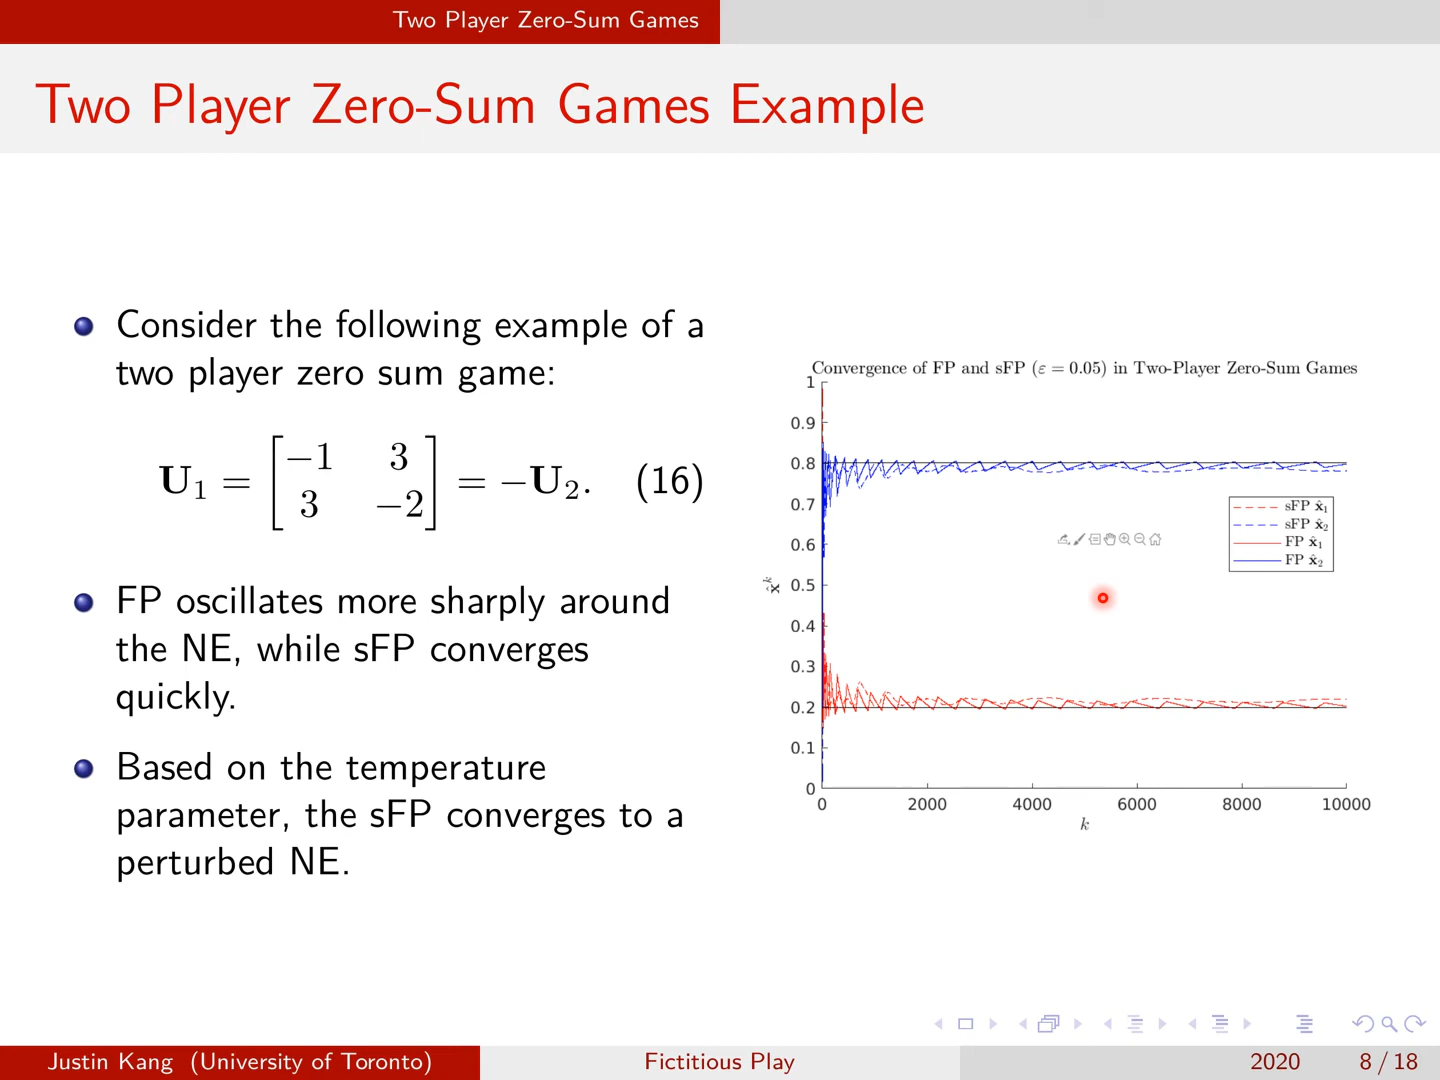 Two Player Zero-Sum Games
Two Player Zero-Sum Games Example
Consider the following example of a
two player zero sum game:
U₁ = [−1 3
3 −2] = −U₂. (16)
FP oscillates more sharply around
the NE, while sFP converges
quickly.
Based on the temperature
parameter, the sFP converges to a
perturbed NE.
Convergence of FP and sFP (ε = 0.05) in Two-Player Zero-Sum Games
1
0.9
0.8
0.7
0.6
0.5
0.4
0.3
0.2
0.1
0
x̂ᵏ
0 2000 4000 6000 8000 10000
k
sFP x̂₁
sFP x̂₂
FP x̂₁
FP x̂₂
Justin Kang (University of Toronto) Fictitious Play 2020 8 / 18